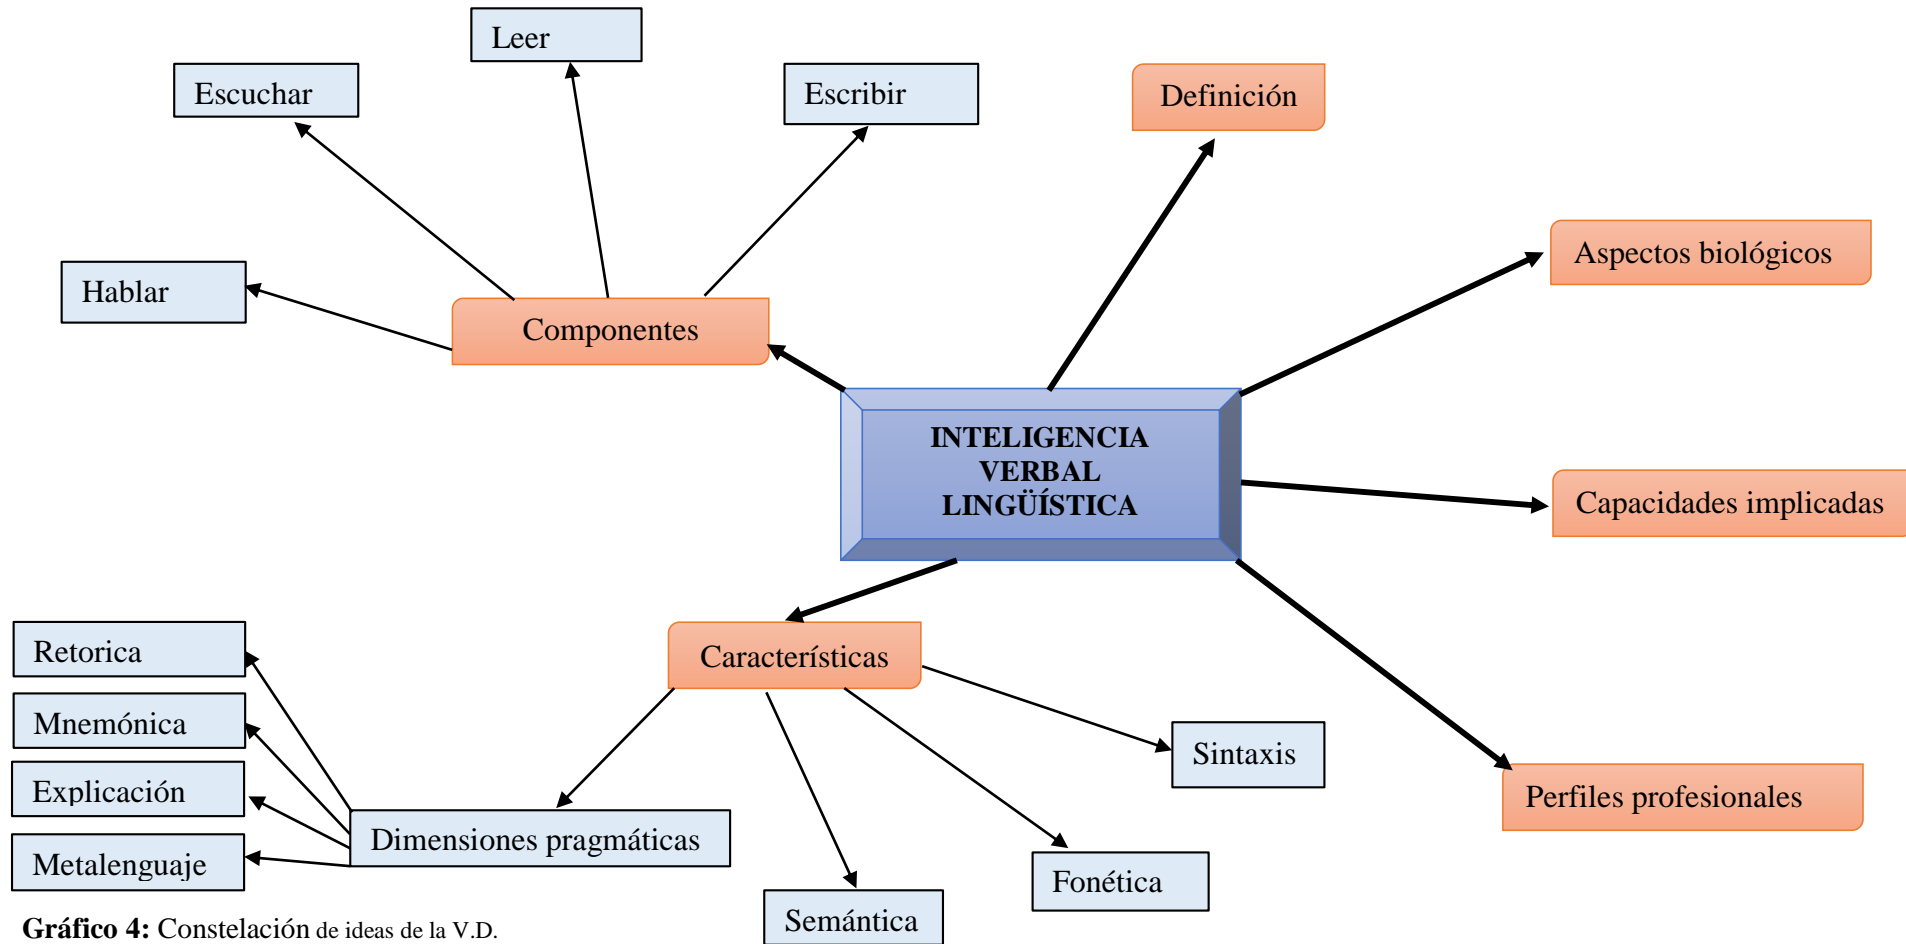 Leer
Escuchar
Escribir
Definición
Aspectos biológicos
Hablar
Componentes
INTELIGENCIA
VERBAL
LINGÜÍSTICA
Capacidades implicadas
Retorica
Características
Mnemónica
Sintaxis
Explicación
Perfiles profesionales
Dimensiones pragmáticas
Metalenguaje
Fonética
Semántica
Gráfico 4: Constelación de ideas de la V.D.